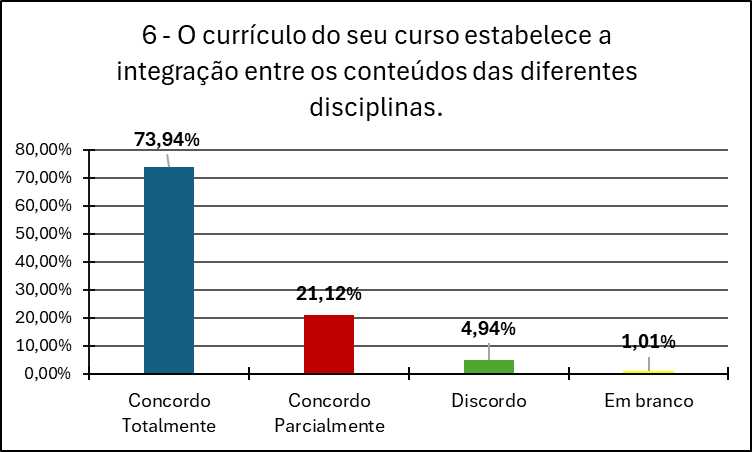 6 - O currículo do seu curso estabelece a
integração entre os conteúdos das diferentes
disciplinas.
73,94%
80,00%
70,00%
60,00%
50,00%
40,00%
30,00%
21,12%
20,00%
4,94%
10,00%
1,01%
0,00%
Concordo
Totalmente
Concordo
Parcialmente
Discordo
Em branco